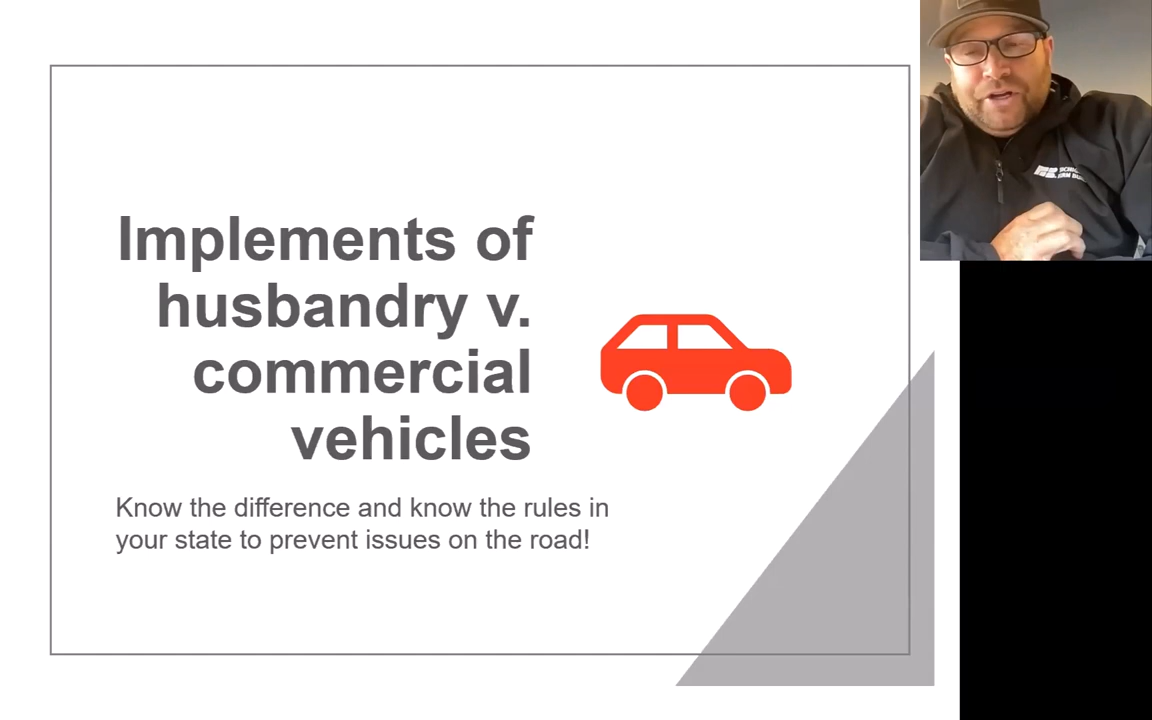 Implements of
husbandry v.
commercial
vehicles
Know the difference and know the rules in
your state to prevent issues on the road!